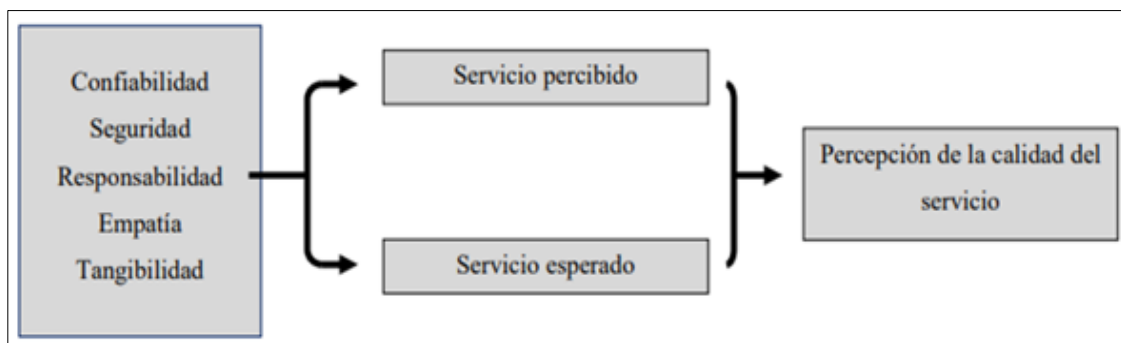 Confiabilidad
Seguridad
Responsabilidad
Empatía
Tangibilidad
Servicio percibido
Servicio esperado
Percepción de la calidad del
servicio